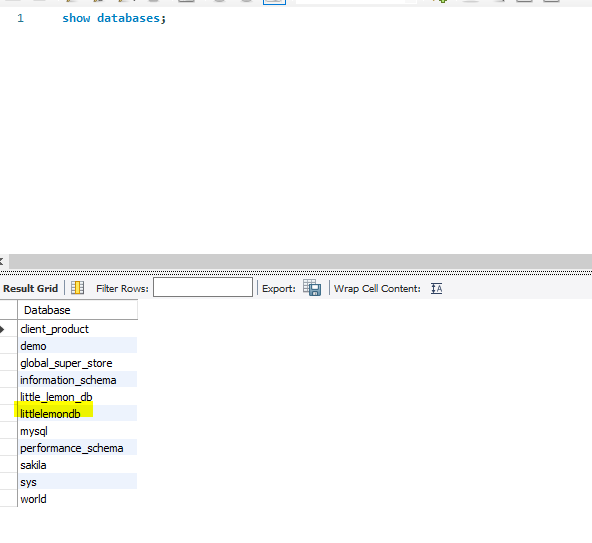 1 show databases;
Result Grid Filter Rows: Export: Wrap Cell Content:
Database
client_product
demo
global_super_store
information_schema
little_lemon_db
littlelemondb
mysql
performance_schema
sakila
sys
world